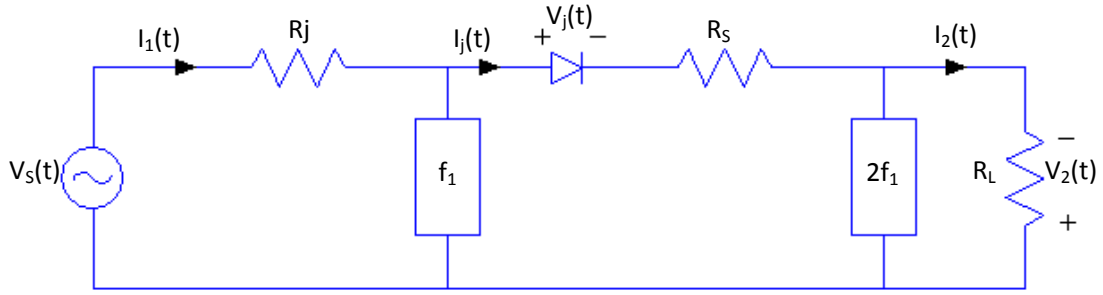 I₁(t)
Rj
Iⱼ(t)
Vⱼ(t)
+ −
R_S
I₂(t)
V_S(t)
f₁
2f₁
R_L
−
V₂(t)
+